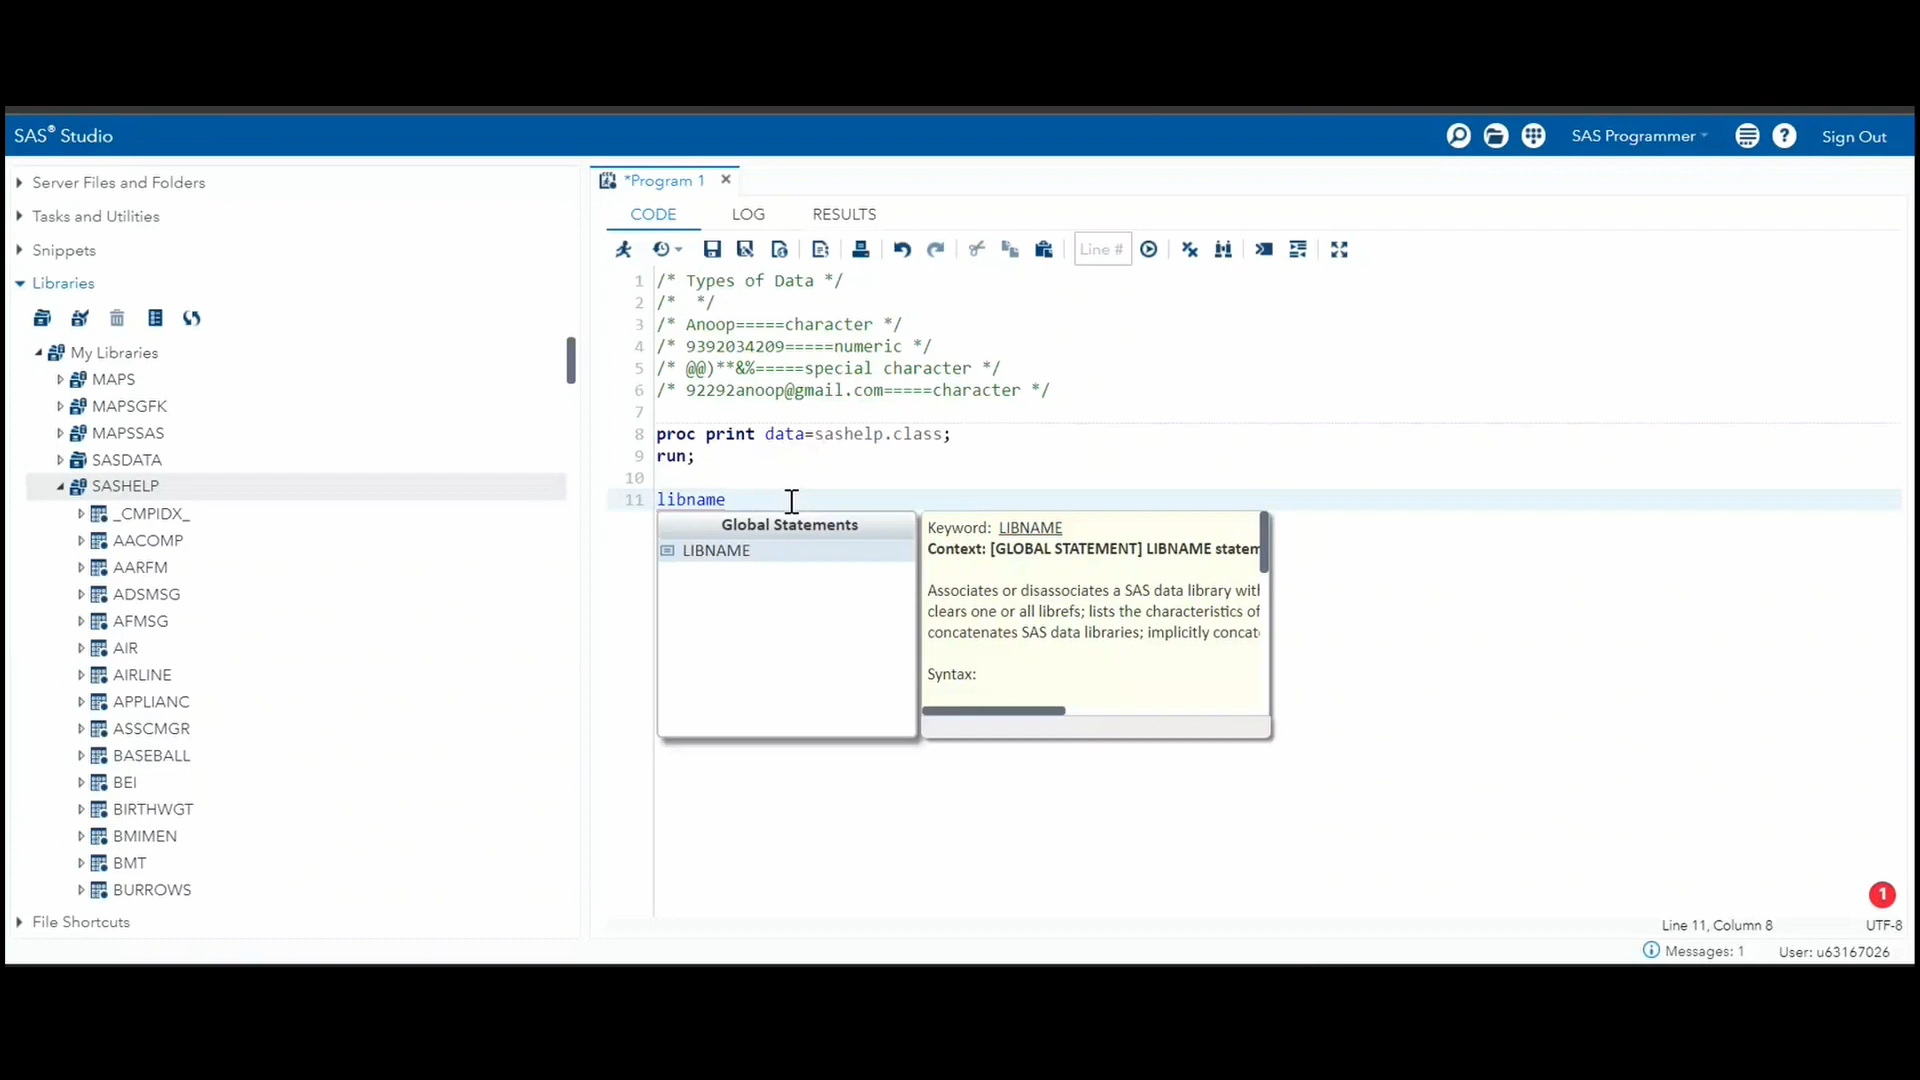 SAS® Studio
SAS Programmer
Sign Out
Server Files and Folders
Tasks and Utilities
Snippets
Libraries
My Libraries
MAPS
MAPSGFK
MAPSSAS
SASDATA
SASHELP
_CMPIDX_
AACOMP
AARFM
ADSMSG
AFMSG
AIR
AIRLINE
APPLIANC
ASSCMGR
BASEBALL
BEI
BIRTHWGT
BMIMEN
BMT
BURROWS
File Shortcuts
*Program 1
CODE LOG RESULTS
Line #
1 /* Types of Data */
2 /*  */
3 /* Anoop=====character */
4 /* 9392034209=====numeric */
5 /* @@)**&%=====special character */
6 /* 92292anoop@gmail.com=====character */
7
8 proc print data=sashelp.class;
9 run;
10
11 libname
Global Statements
LIBNAME
Keyword: LIBNAME
Context: [GLOBAL STATEMENT] LIBNAME statem
Associates or disassociates a SAS data library with
clears one or all librefs; lists the characteristics of
concatenates SAS data libraries; implicitly concat
Syntax:
1
Line 11, Column 8
UTF-8
Messages: 1
User: u63167026